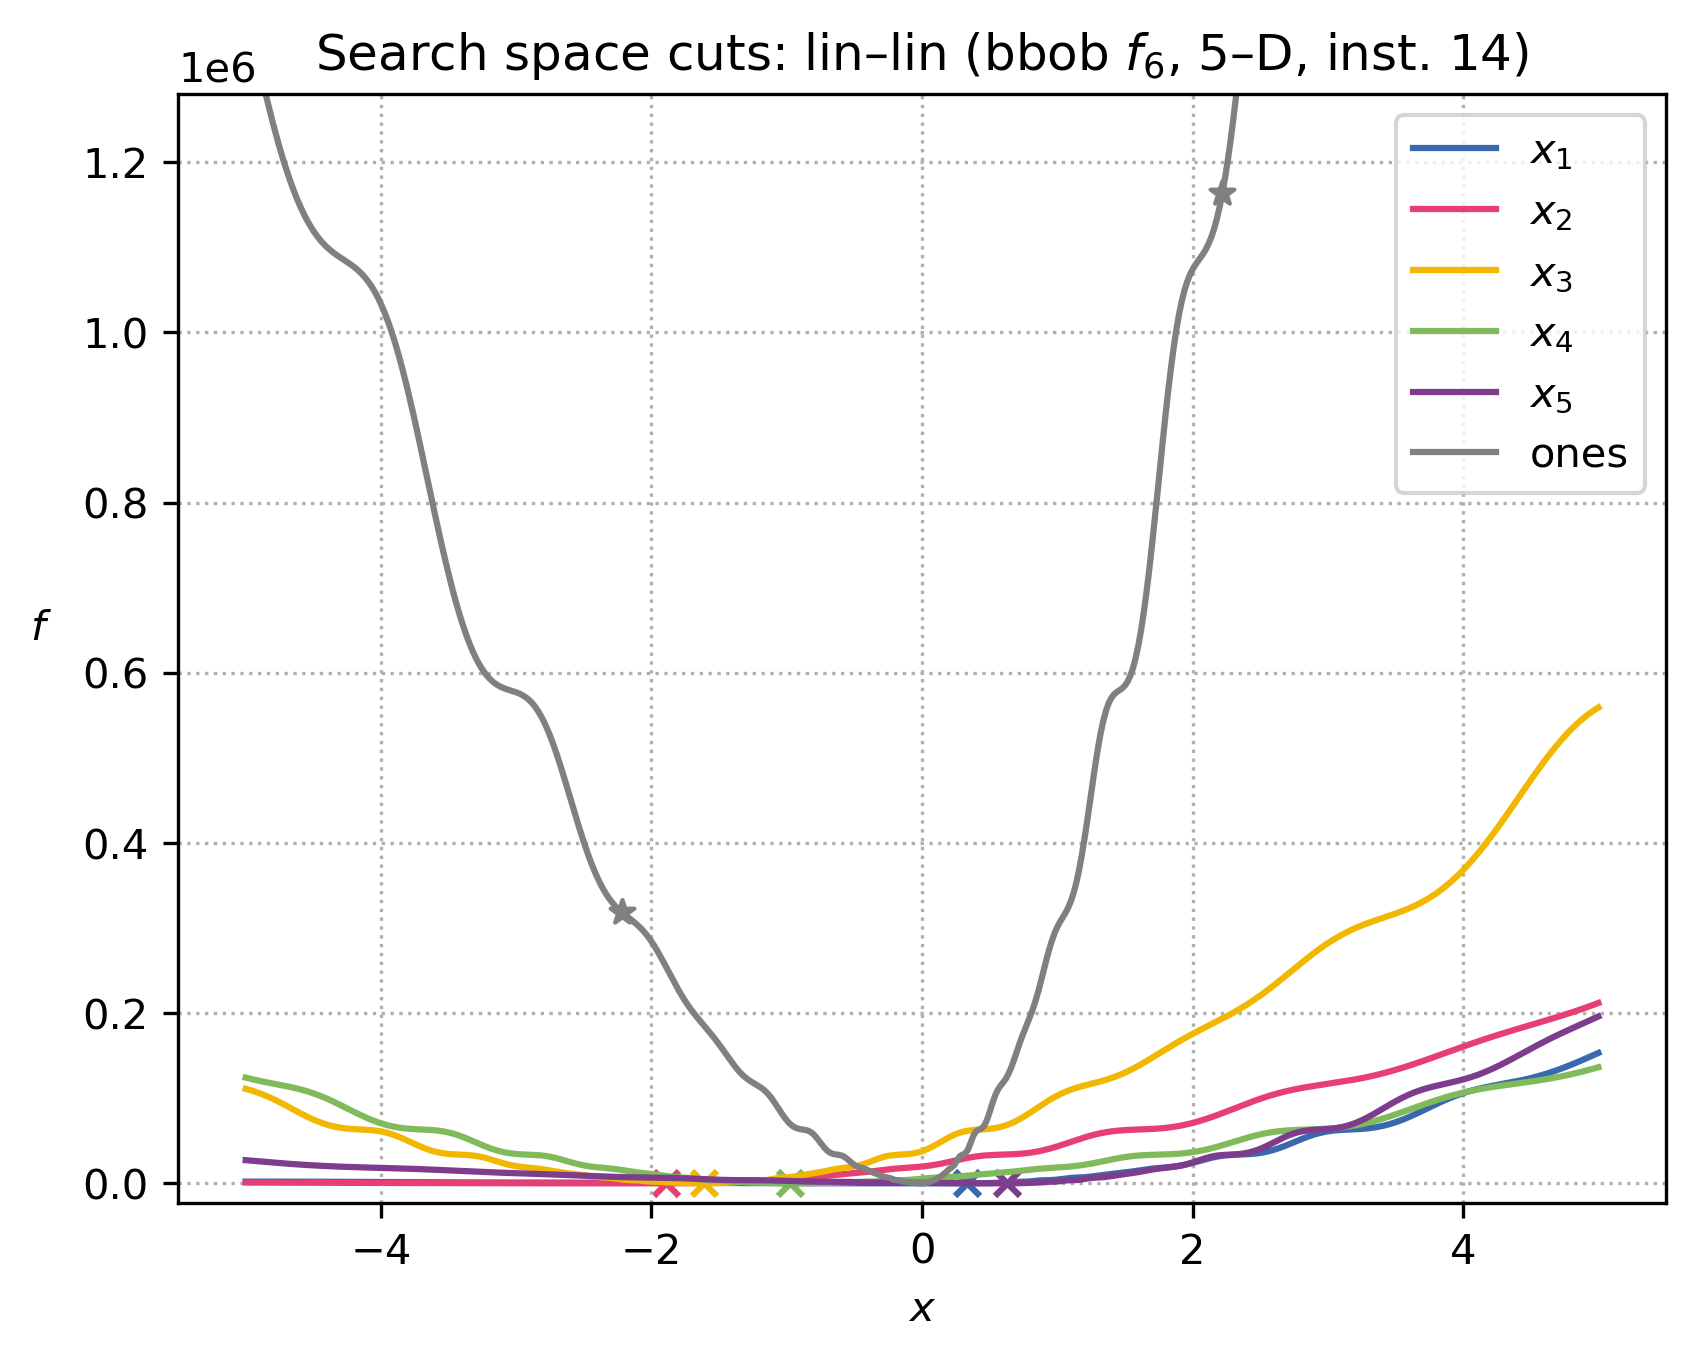 Search space cuts: lin–lin (bbob f₆, 5–D, inst. 14)
1e6
1.2
1.0
0.8
0.6
0.4
0.2
0.0
f
−4 −2 0 2 4
x
x₁
x₂
x₃
x₄
x₅
ones